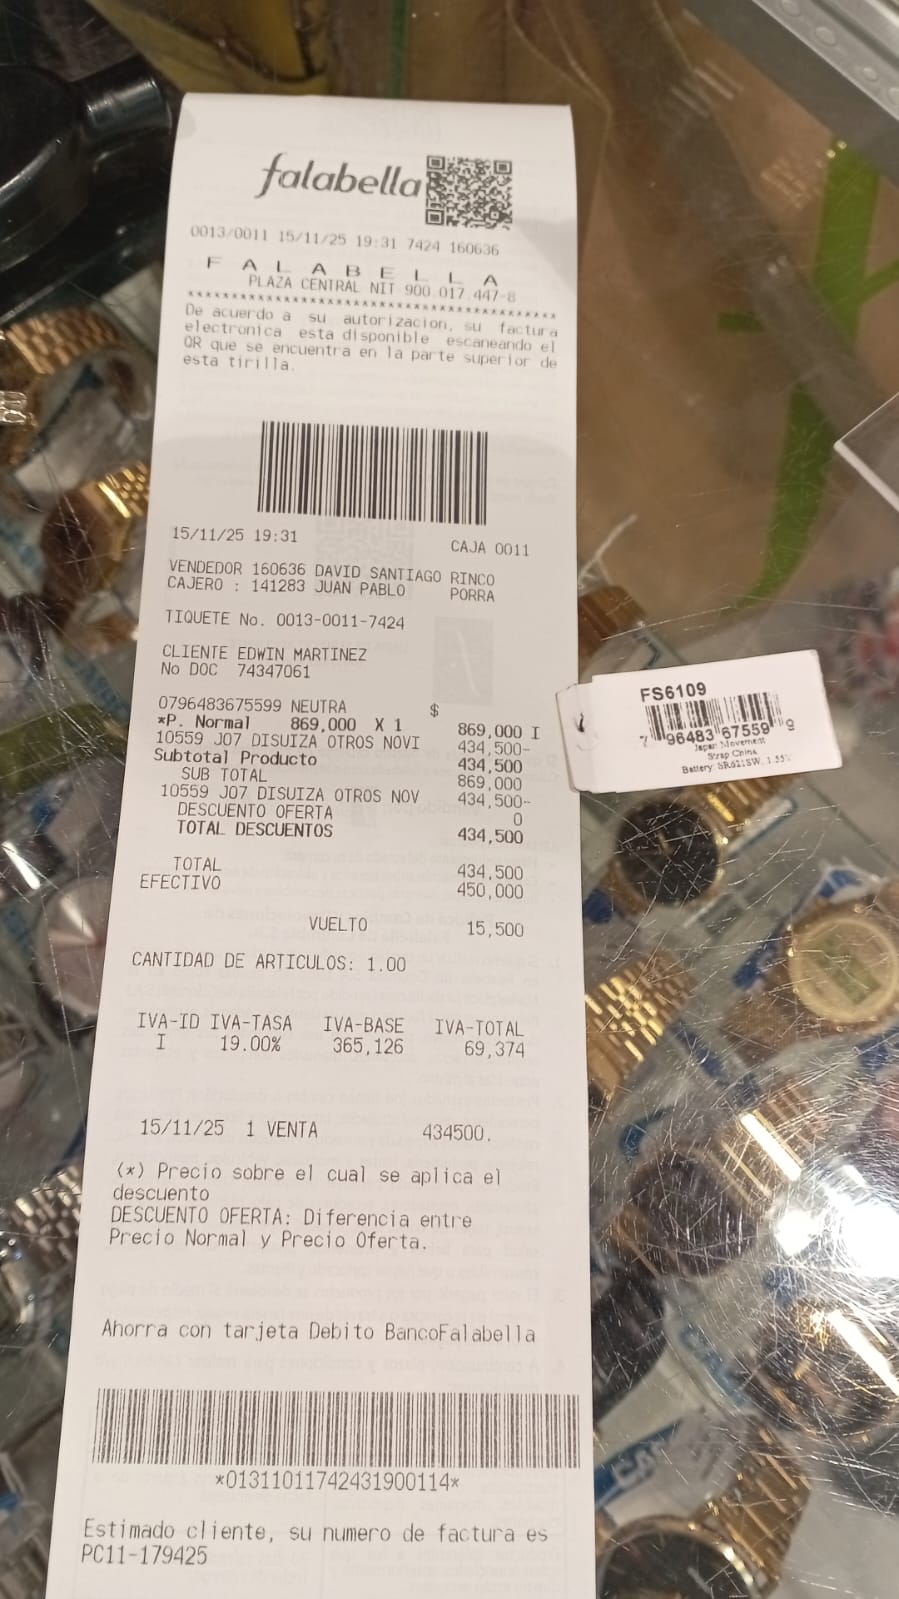 falabella
0013/0011 15/11/25 19:31 7424 160636
F A L A B E L L A
PLAZA CENTRAL NIT 900.017.447-8
De acuerdo a su autorizacion, su factura
electronica esta disponible escaneando el
QR que se encuentra en la parte superior de
esta tirilla.
15/11/25 19:31 CAJA 0011
VENDEDOR 160636 DAVID SANTIAGO RINCO
CAJERO : 141283 JUAN PABLO PORRA
TIQUETE No. 0013-0011-7424
CLIENTE EDWIN MARTINEZ
No DOC 74347061
0796483675599 NEUTRA $
*P. Normal 869,000 X 1 869,000 I
10559 J07 DISUIZA OTROS NOVI 434,500-
Subtotal Producto 434,500
SUB TOTAL 869,000
10559 J07 DISUIZA OTROS NOV 434,500-
DESCUENTO OFERTA 0
TOTAL DESCUENTOS 434,500
TOTAL 434,500
EFECTIVO 450,000
VUELTO 15,500
CANTIDAD DE ARTICULOS: 1.00
IVA-ID IVA-TASA IVA-BASE IVA-TOTAL
I 19.00% 365,126 69,374
15/11/25 1 VENTA 434500.
(*) Precio sobre el cual se aplica el
descuento
DESCUENTO OFERTA: Diferencia entre
Precio Normal y Precio Oferta.
Ahorra con tarjeta Debito BancoFalabella
*01311011742431900114*
Estimado cliente, su numero de factura es
PC11-179425
FS6109
7 96483 67559 9
Japan Movement
Strap China
Battery SR621SW, 1.55V